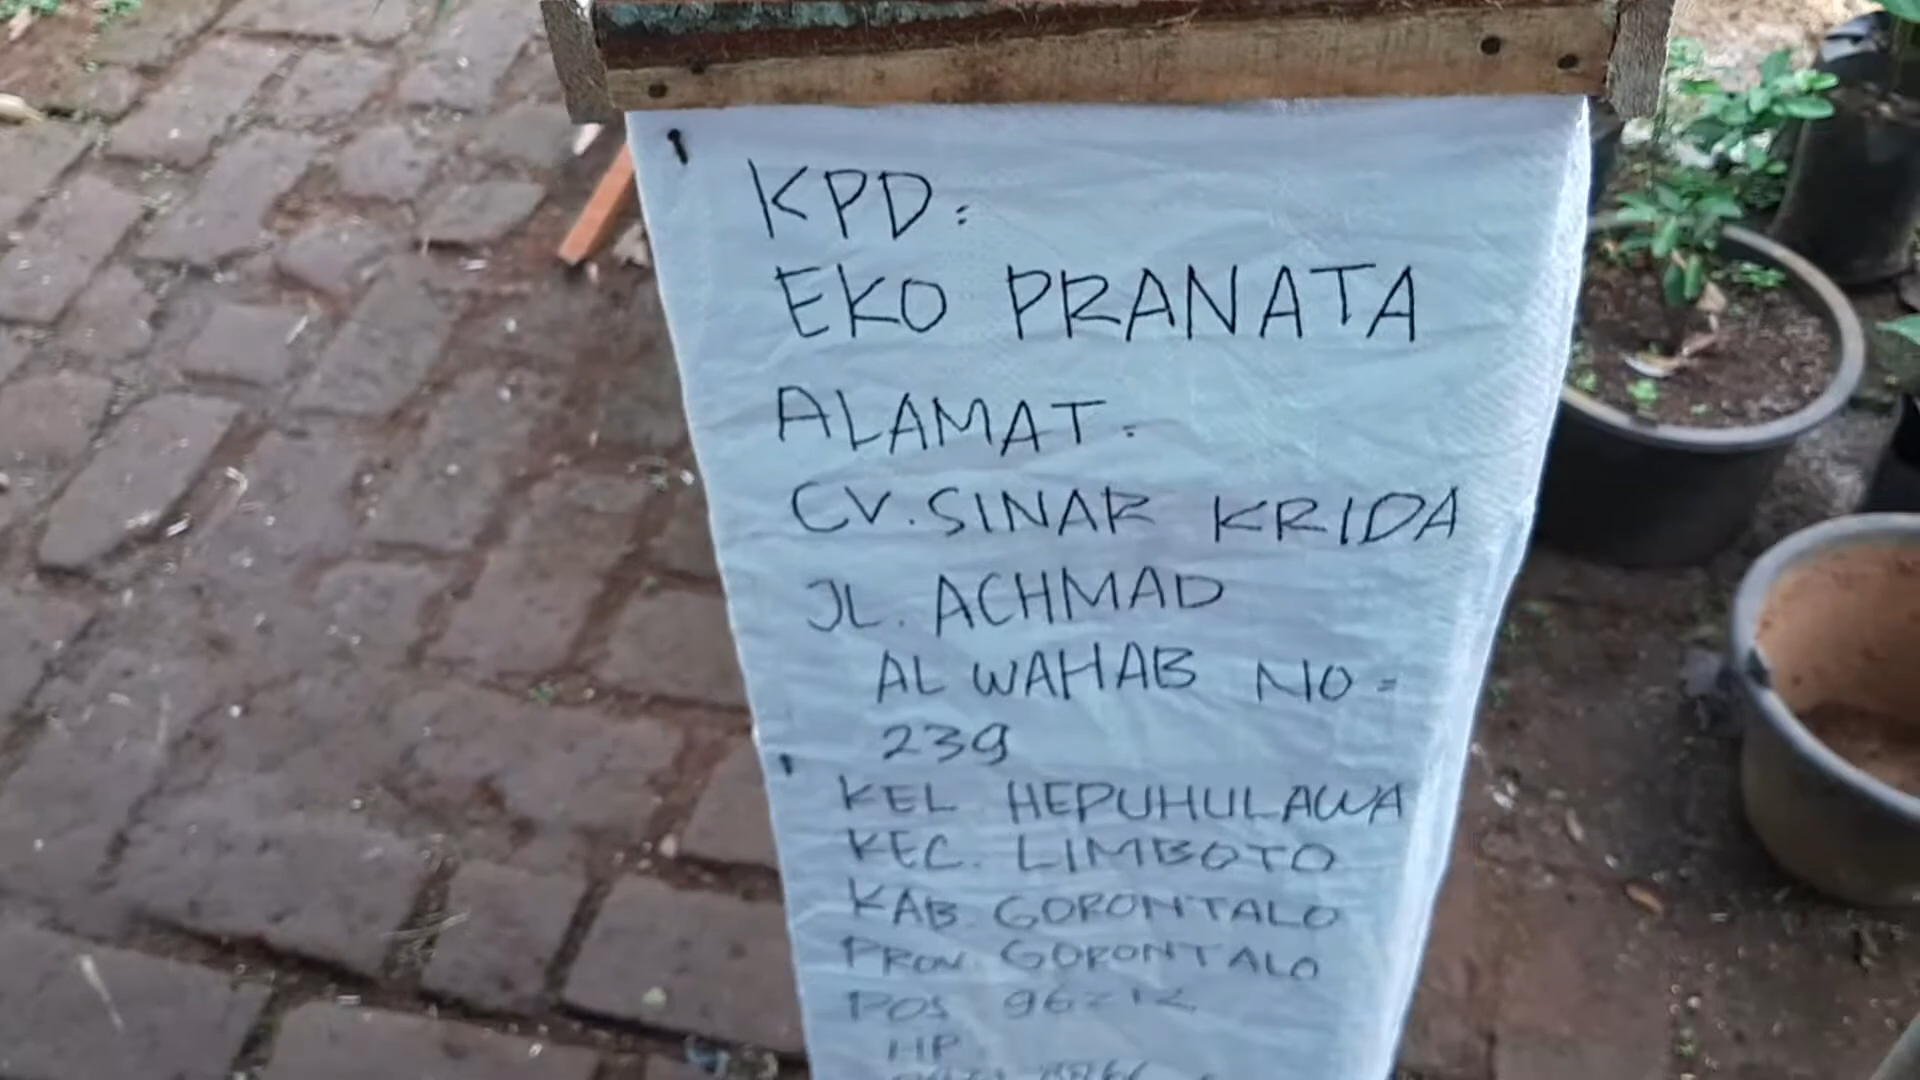 KPD:
EKO PRANATA
ALAMAT:
CV. SINAR KRIDA
JL. ACHMAD
AL WAHAB NO:
239
KEL HEPUHULAWA
KEC. LIMBOTO
KAB. GORONTALO
PROV. GORONTALO
POS 96212
HP